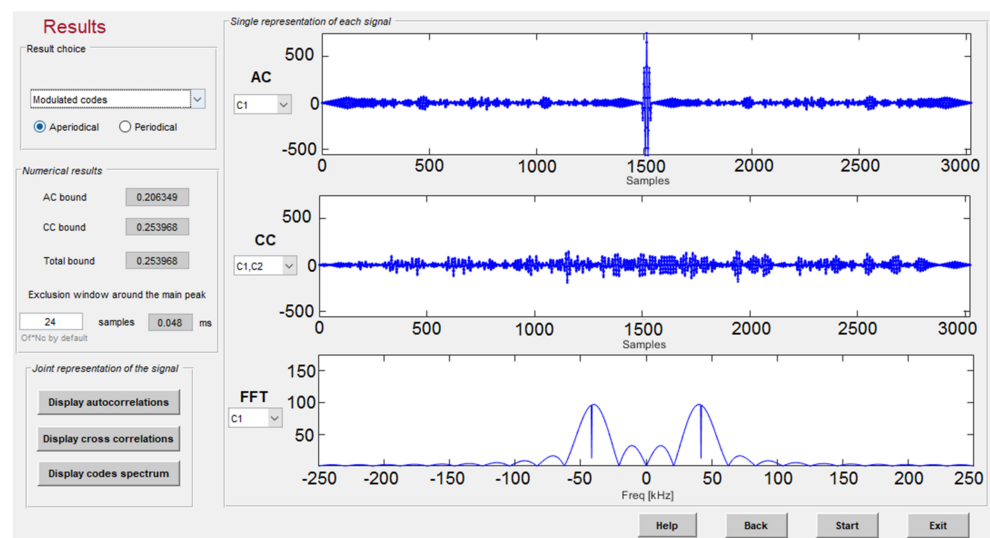 Results
Result choice
Modulated codes
Aperiodical Periodical
Numerical results
AC bound 0.206349
CC bound 0.253968
Total bound 0.253968
Exclusion window around the main peak
24 samples 0.048 ms
Of*Nc by default
Joint representation of the signal
Display autocorrelations
Display cross correlations
Display codes spectrum
Single representation of each signal
AC
C1
500
0
-500
0 500 1000 1500 2000 2500 3000
Samples
CC
C1,C2
500
0
-500
0 500 1000 1500 2000 2500 3000
Samples
FFT
C1
150
100
50
-250 -200 -150 -100 -50 0 50 100 150 200 250
Freq [kHz]
Help Back Start Exit